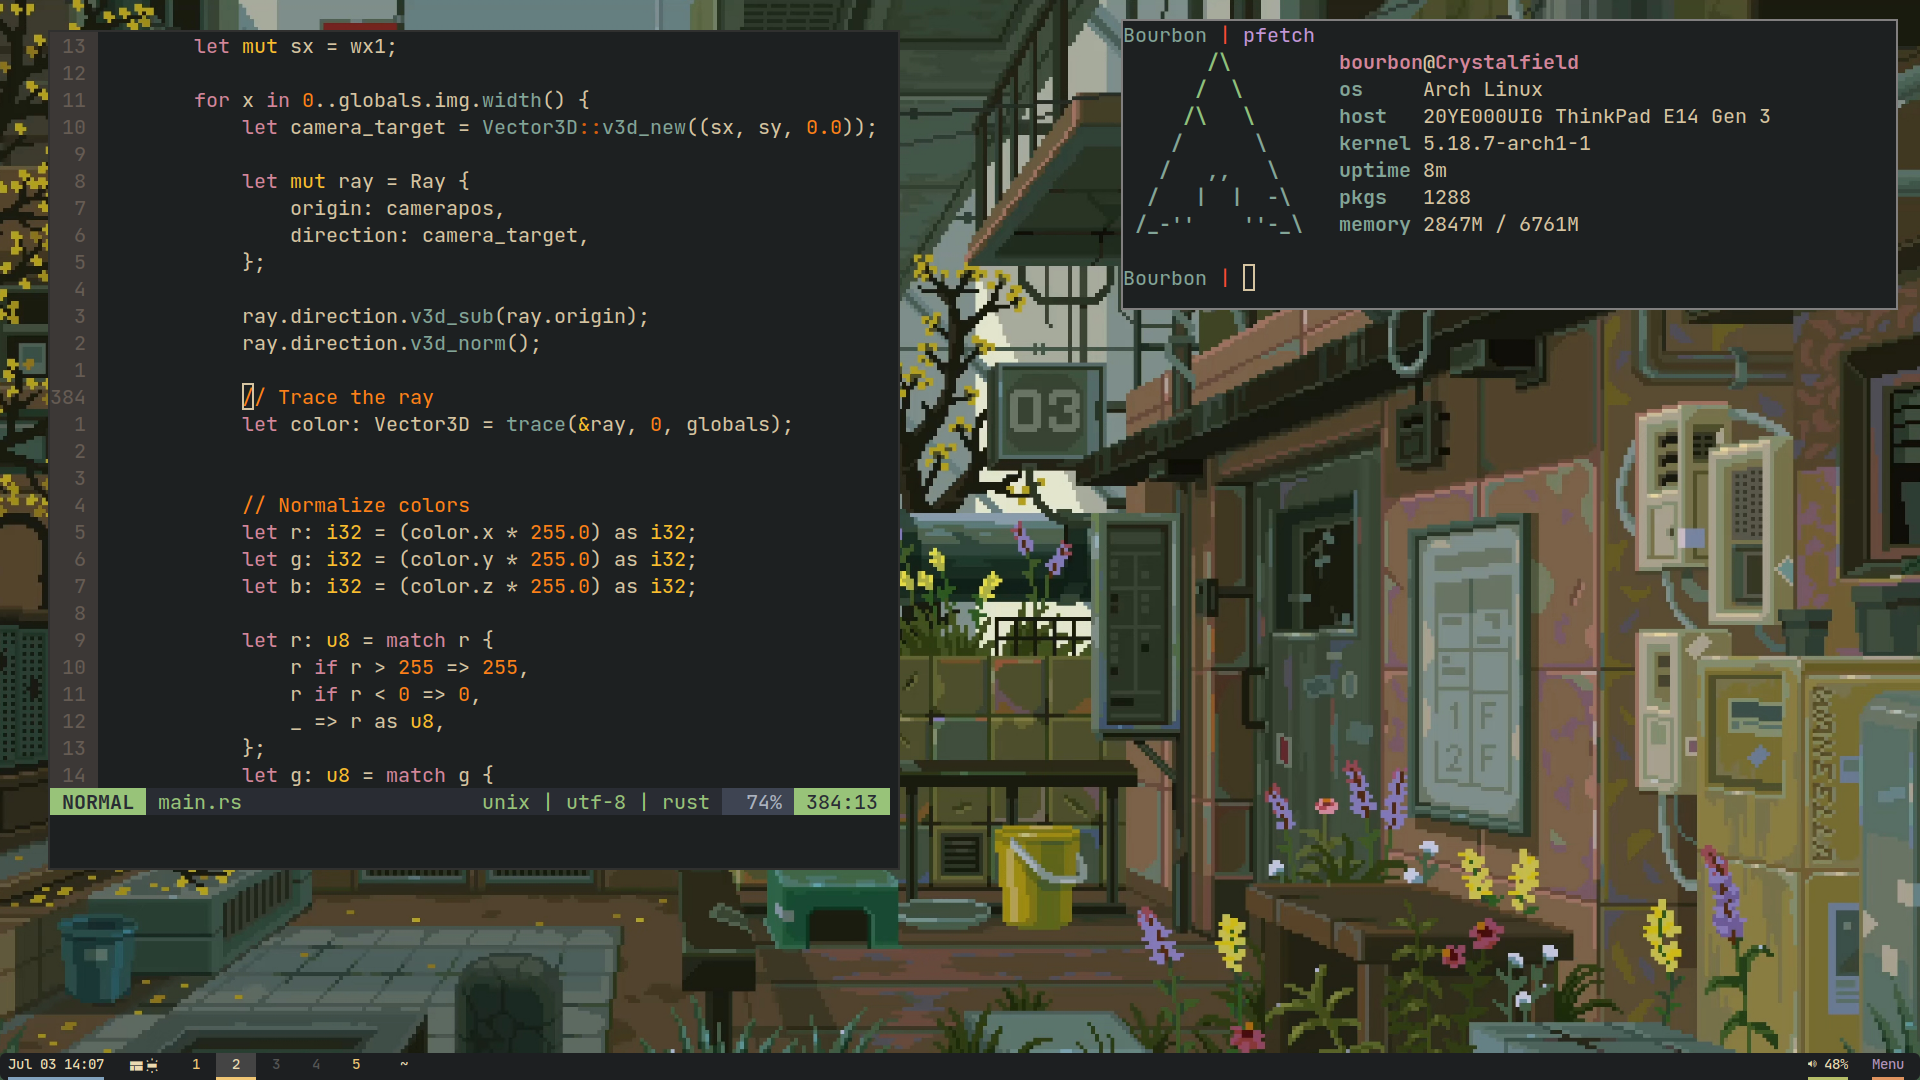 13         let mut sx = wx1;
12
11         for x in 0..globals.img.width() {
10             let camera_target = Vector3D::v3d_new((sx, sy, 0.0));
9
8             let mut ray = Ray {
7                 origin: camerapos,
6                 direction: camera_target,
5             };
4
3             ray.direction.v3d_sub(ray.origin);
2             ray.direction.v3d_norm();
1
384             // Trace the ray
1             let color: Vector3D = trace(&ray, 0, globals);
2
3
4             // Normalize colors
5             let r: i32 = (color.x * 255.0) as i32;
6             let g: i32 = (color.y * 255.0) as i32;
7             let b: i32 = (color.z * 255.0) as i32;
8
9             let r: u8 = match r {
10                 r if r > 255 => 255,
11                 r if r < 0 => 0,
12                 _ => r as u8,
13             };
14             let g: u8 = match g {
NORMAL main.rs unix | utf-8 | rust 74% 384:13
Bourbon | pfetch
bourbon@Crystalfield
os Arch Linux
host 20YE000UIG ThinkPad E14 Gen 3
kernel 5.18.7-arch1-1
uptime 8m
pkgs 1288
memory 2847M / 6761M
Bourbon |
03
1 F
2 F
Jul 03 14:07 1 2 3 4 5 ~ 48% Menu